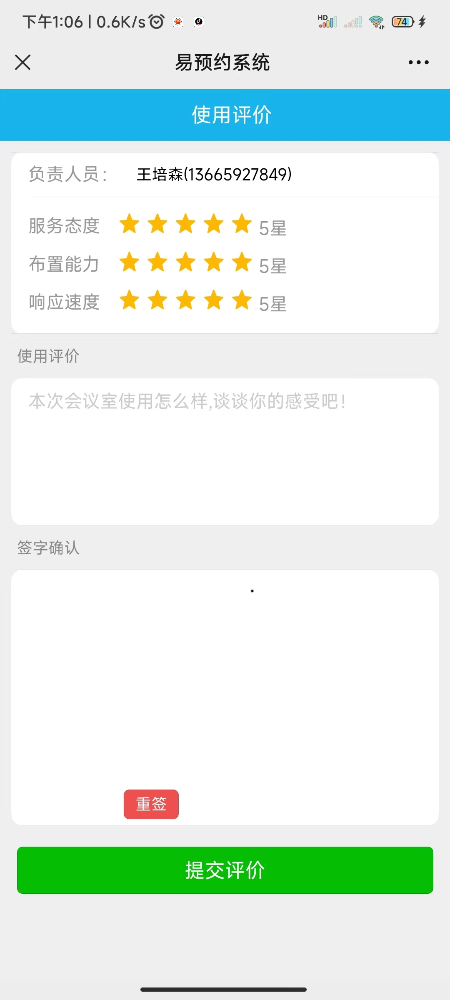 下午1:06 | 0.6K/s
HD
74
易预约系统
使用评价
负责人员: 王培森(13665927849)
服务态度 5星
布置能力 5星
响应速度 5星
使用评价
本次会议室使用怎么样,谈谈你的感受吧!
签字确认
重签
提交评价